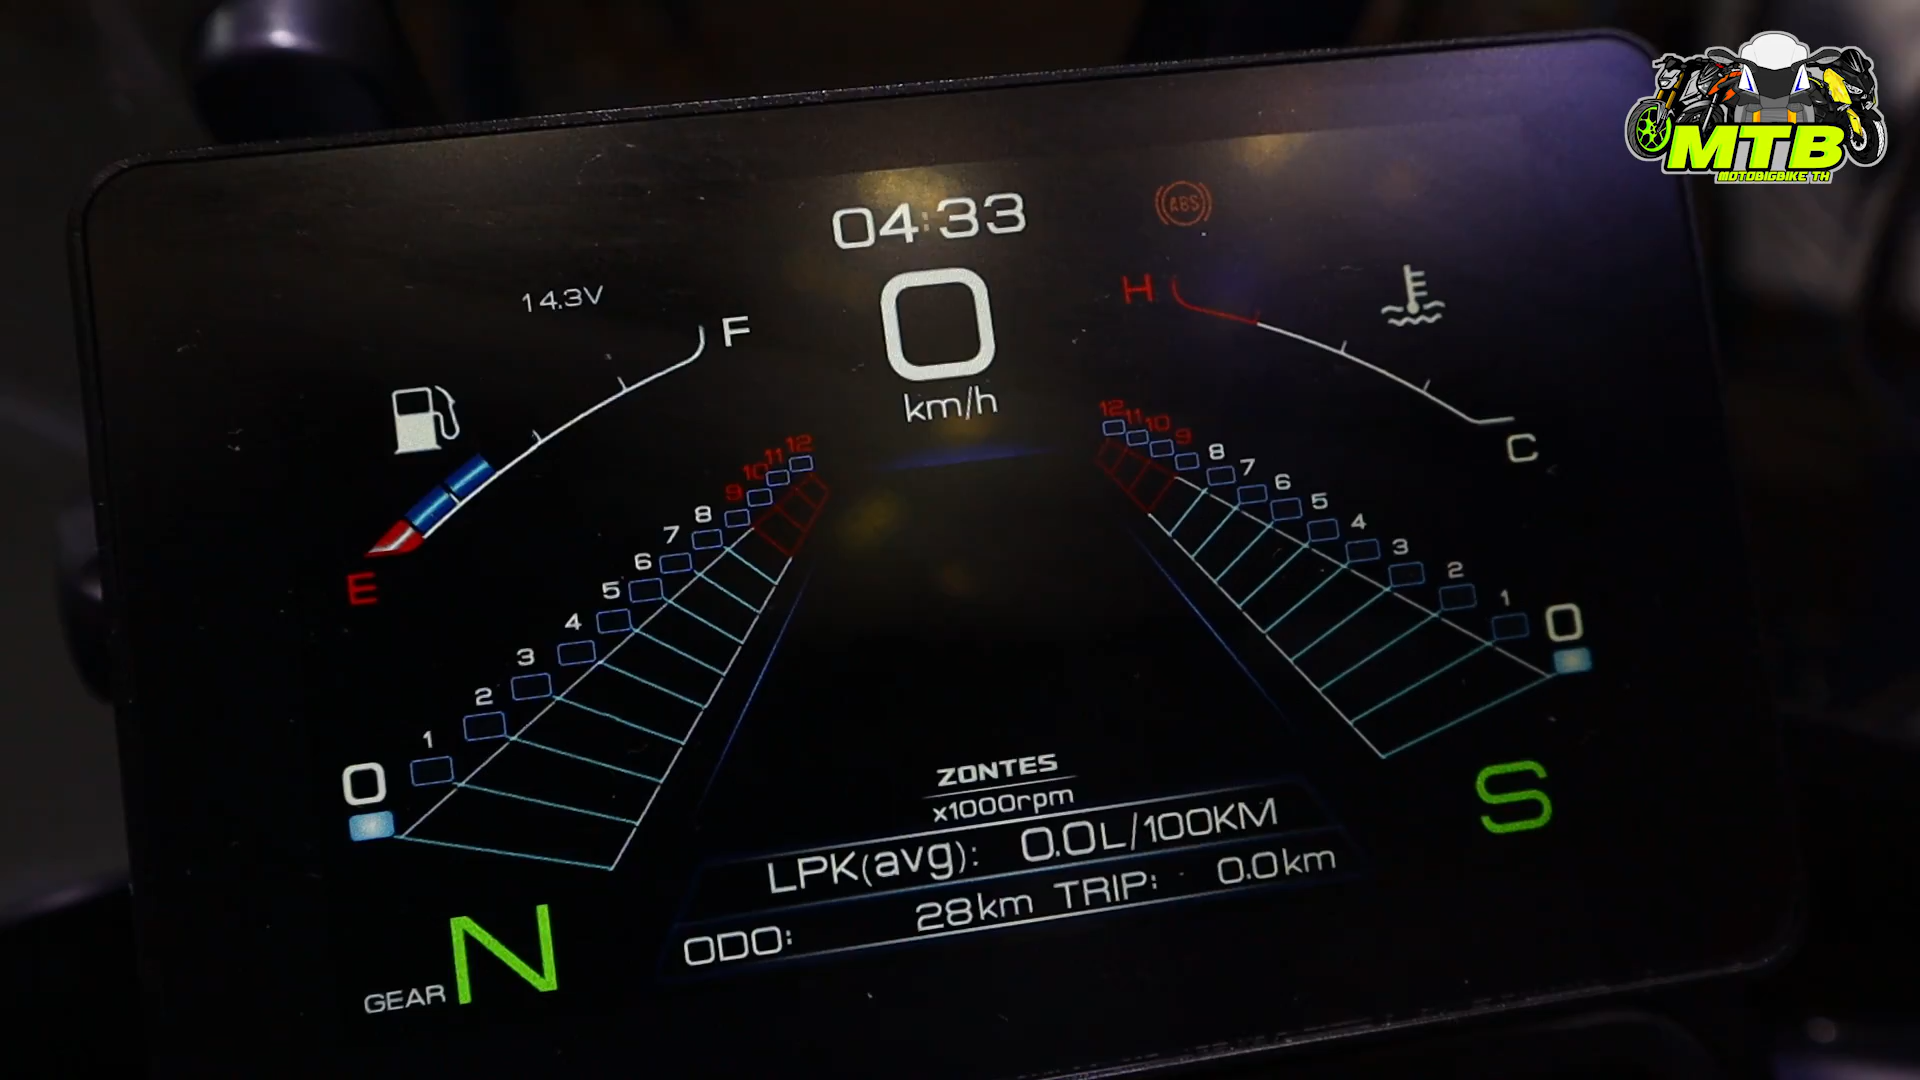 MTB
MOTOBIGBIKE TH
04:33
ABS
14.3V
F
0
km/h
H
C
E
12
11
10
9
8
7
6
5
4
3
2
1
0
12
11
10
9
8
7
6
5
4
3
2
1
0
ZONTES
x1000rpm
LPK(avg): 0.0L/100KM
ODO: 28km TRIP: 0.0km
S
GEAR N